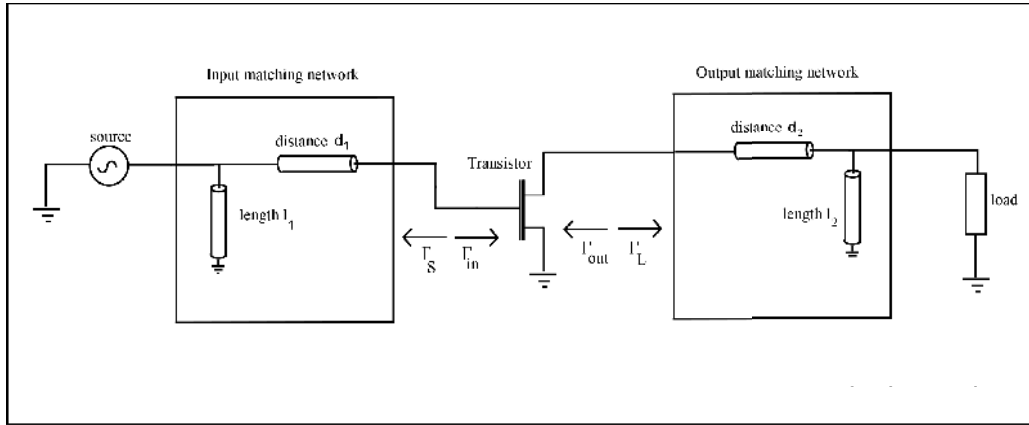 Input matching network
Output matching network
source
distance d1
distance d2
Transistor
length l1
length l2
load
ΓS Γin
Γout ΓL